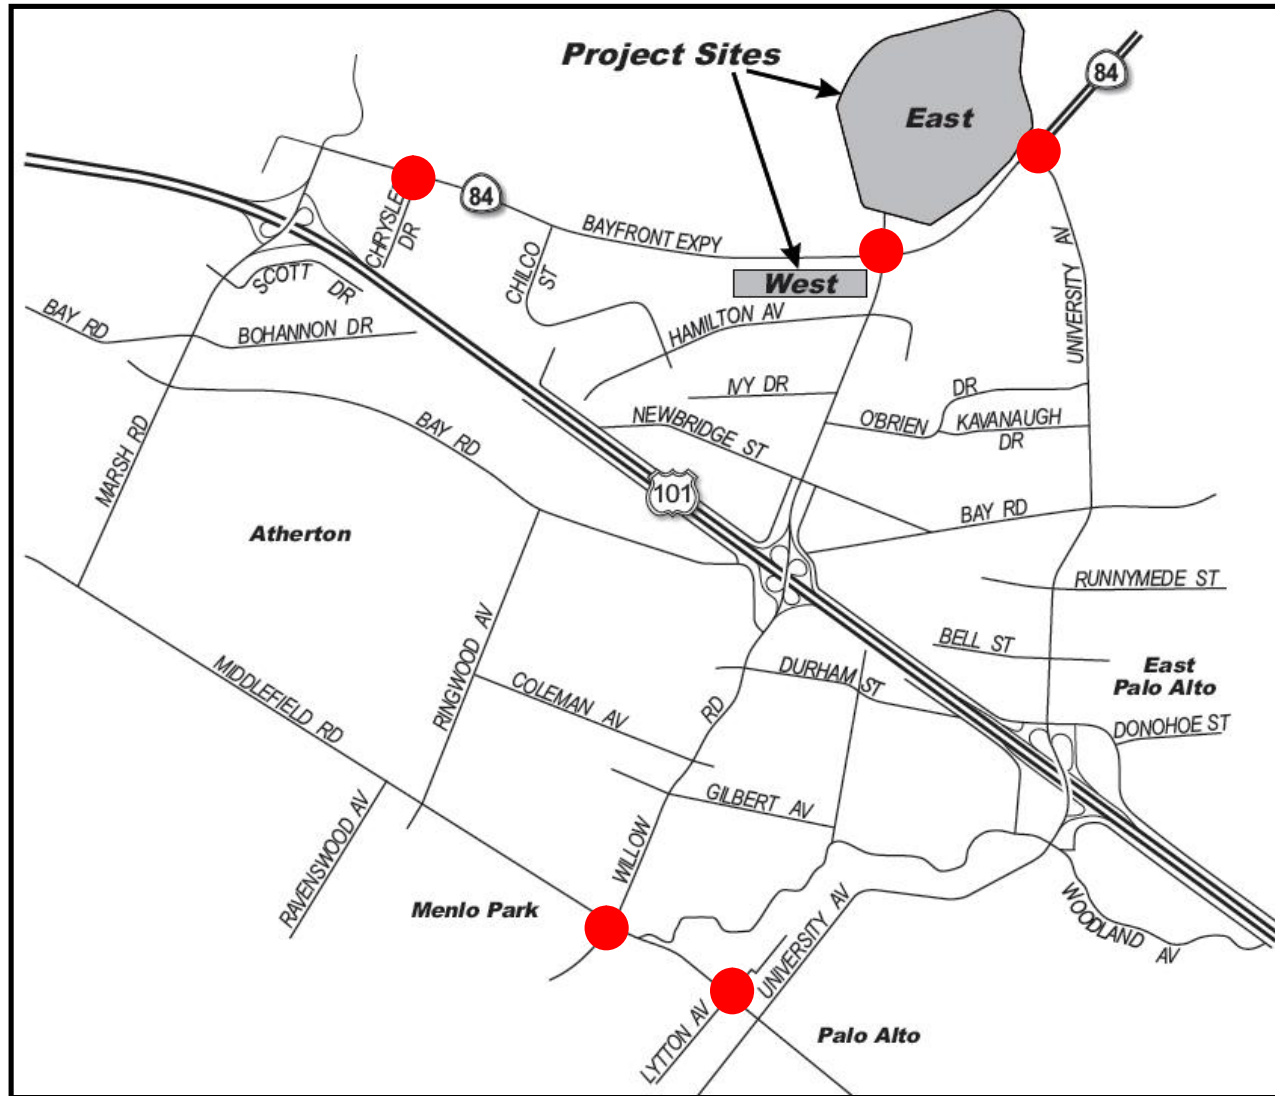 Project Sites
84
East
84
CHRYSLE
DR
BAYFRONT EXPY
UNIVERSITY AV
CHILCO
ST
SCOTT DR
West
BAY RD
BOHANNON DR
HAMILTON AV
IVY DR
DR
NEWBRIDGE ST
O'BRIEN
KAVANAUGH
DR
BAY RD
MARSH RD
101
Atherton
BAY RD
RUNNYMEDE ST
BELL ST
RINGWOOD AV
MIDDLEFIELD RD
COLEMAN AV
DURHAM ST
East
Palo Alto
RD
DONOHOE ST
GILBERT AV
RAVENSWOOD AV
WILLOW
Menlo Park
UNIVERSITY AV
WOODLAND
AV
LYTTON AV
Palo Alto